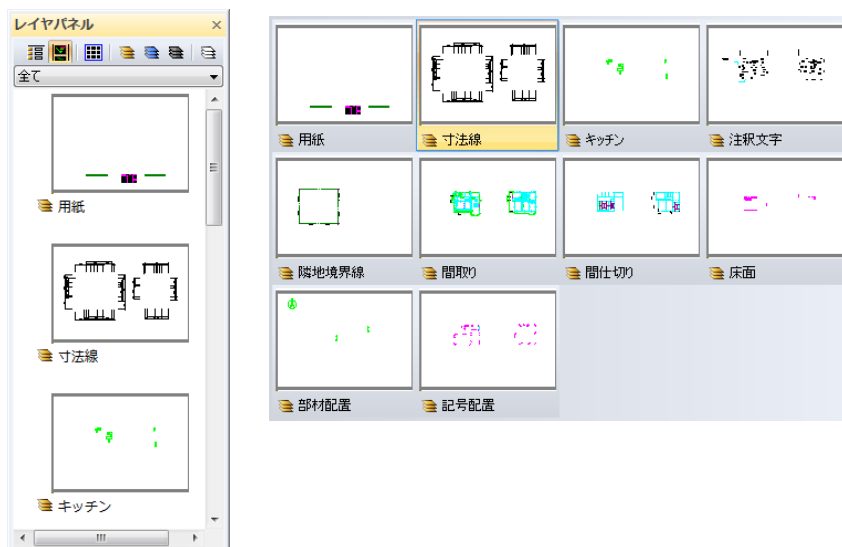 レイヤパネル
全て
用紙
寸法線
キッチン
用紙
寸法線
キッチン
注釈文字
隣地境界線
間取り
間仕切り
床面
部材配置
記号配置